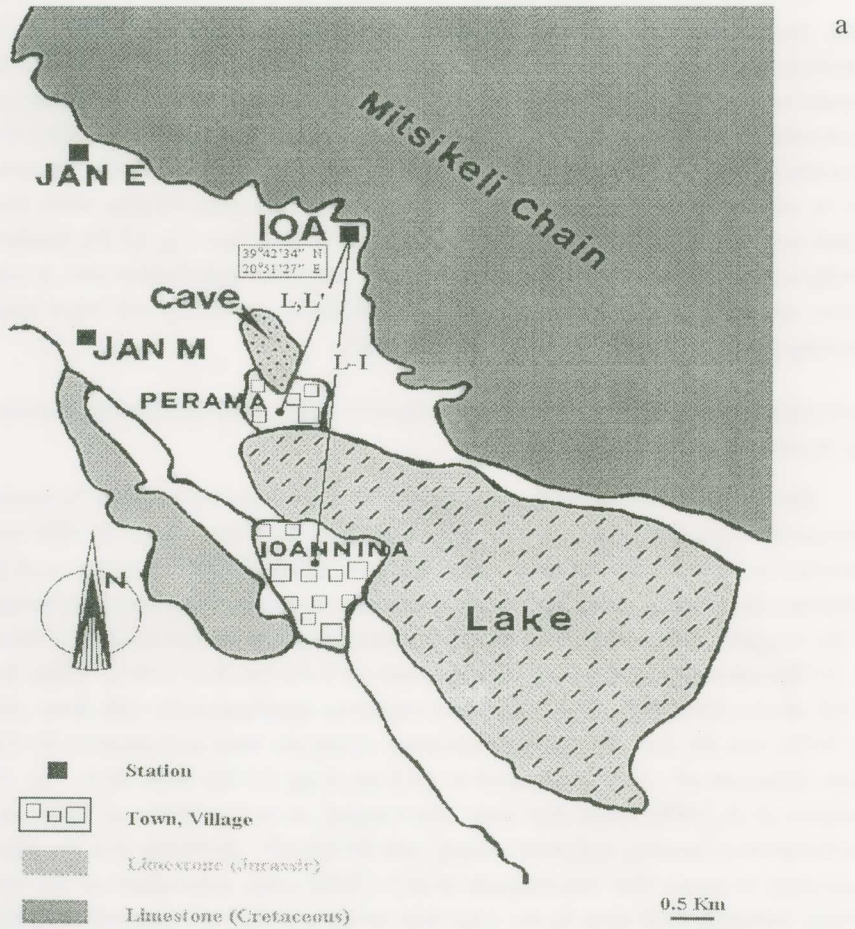 a
Mitsikeli Chain
JAN E
IOA
39°42'34" N
20°51'27" E
Cave
L,L'
JAN M
L-I
PERAMA
IOANNINA
N
Lake
Station
Town, Village
Limestone (Jurassic)
Limestone (Cretaceous)
0.5 Km